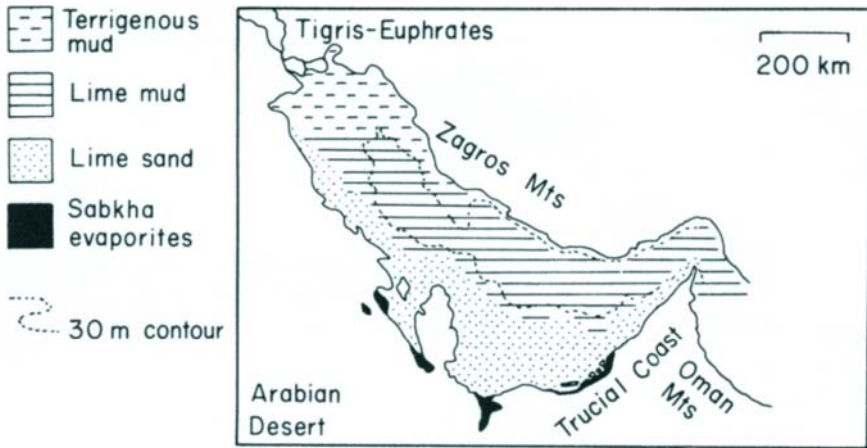 Terrigenous
mud
Lime mud
Lime sand
Sabkha
evaporites
30 m contour
Tigris-Euphrates
200 km
Zagros Mts
Arabian
Desert
Trucial Coast
Oman
Mts